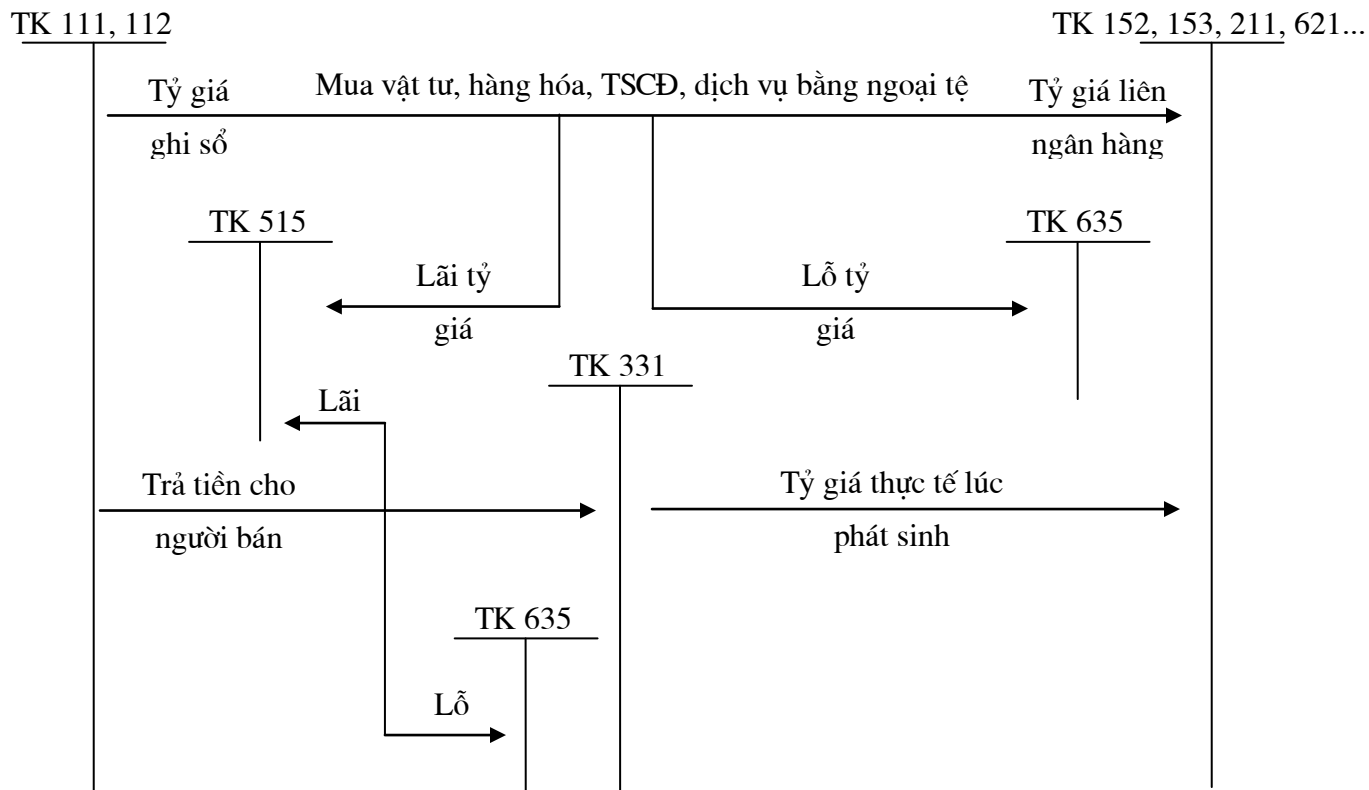 TK 111, 112
TK 152, 153, 211, 621...
Tỷ giá
ghi sổ
Mua vật tư, hàng hóa, TSCĐ, dịch vụ bằng ngoại tệ
Tỷ giá liên
ngân hàng
TK 515
TK 635
Lãi tỷ
giá
Lỗ tỷ
giá
TK 331
Lãi
Trả tiền cho
người bán
Tỷ giá thực tế lúc
phát sinh
TK 635
Lỗ